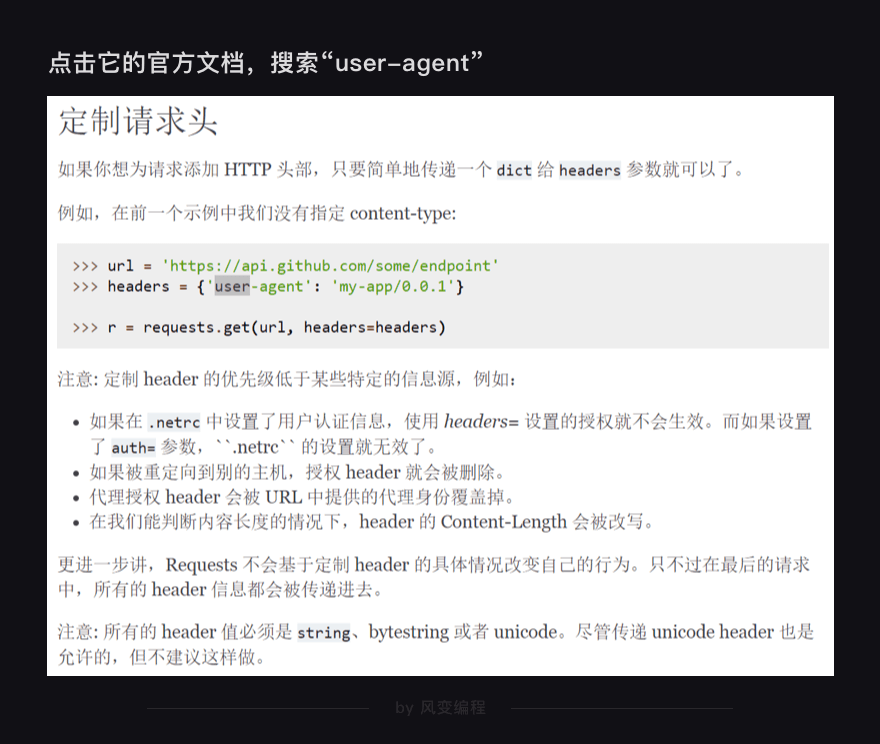 点击它的官方文档，搜索“user-agent”
定制请求头
如果你想为请求添加 HTTP 头部，只要简单地传递一个 dict 给 headers 参数就可以了。
例如，在前一个示例中我们没有指定 content-type:
>>> url = 'https://api.github.com/some/endpoint'
>>> headers = {'user-agent': 'my-app/0.0.1'}
>>> r = requests.get(url, headers=headers)
注意: 定制 header 的优先级低于某些特定的信息源，例如：
• 如果在 .netrc 中设置了用户认证信息，使用 headers= 设置的授权就不会生效。而如果设置
了 auth= 参数，``.netrc`` 的设置就无效了。
• 如果被重定向到别的主机，授权 header 就会被删除。
• 代理授权 header 会被 URL 中提供的代理身份覆盖掉。
• 在我们能判断内容长度的情况下，header 的 Content-Length 会被改写。
更进一步讲，Requests 不会基于定制 header 的具体情况改变自己的行为。只不过在最后的请求
中，所有的 header 信息都会被传递进去。
注意: 所有的 header 值必须是 string、bytestring 或者 unicode。尽管传递 unicode header 也是
允许的，但不建议这样做。
by 风变编程